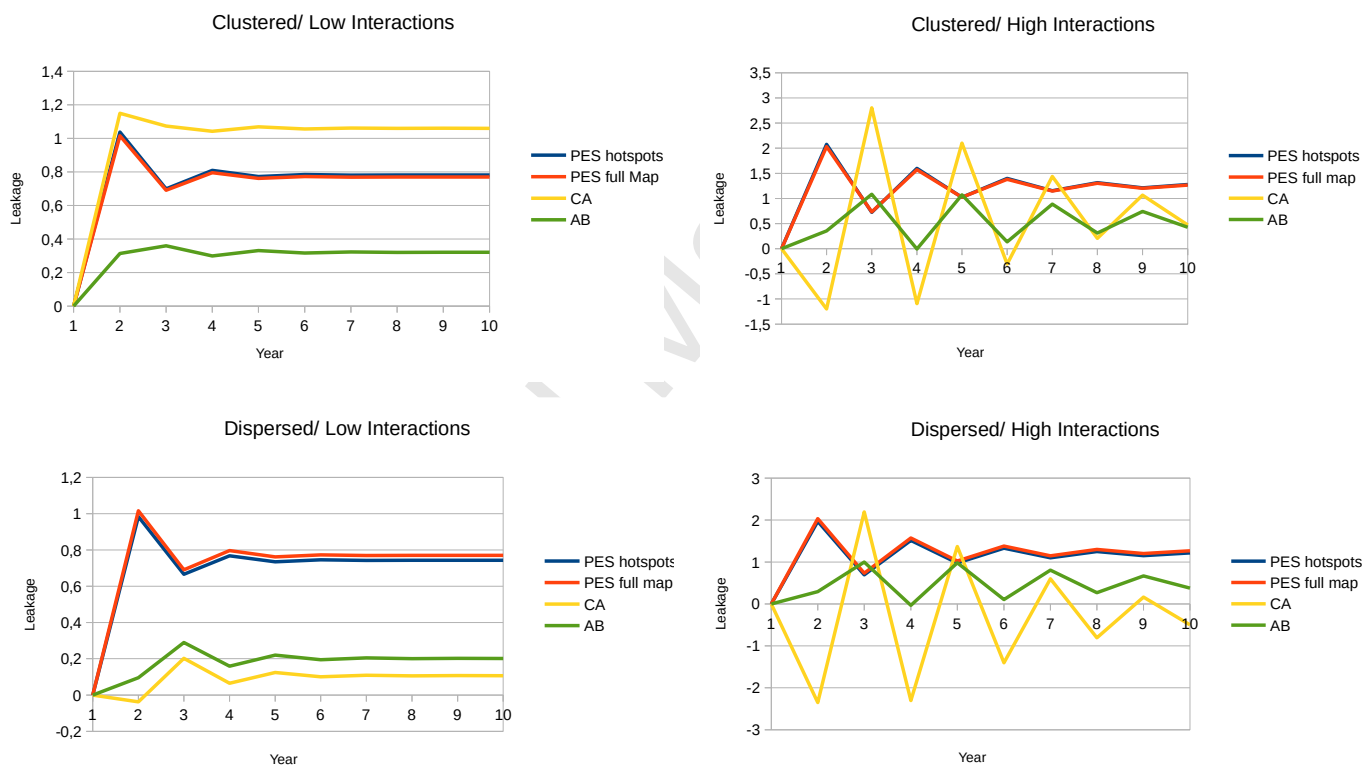 Clustered/ Low Interactions
1,4
1,2
1
0,8
0,6
0,4
0,2
0
Leakage
1 2 3 4 5 6 7 8 9 10
Year
PES hotspots
PES full Map
CA
AB
Clustered/ High Interactions
3,5
3
2,5
2
1,5
1
0,5
0
-0,5
-1
-1,5
Leakage
1 2 3 4 5 6 7 8 9 10
Year
PES hotspots
PES full map
CA
AB
Dispersed/ Low Interactions
1,2
1
0,8
0,6
0,4
0,2
0
-0,2
Leakage
1 2 3 4 5 6 7 8 9 10
Year
PES hotspots
PES full map
CA
AB
Dispersed/ High Interactions
3
2
1
0
-1
-2
-3
Leakage
1 2 3 4 5 6 7 8 9 10
Year
PES hotspots
PES full map
CA
AB